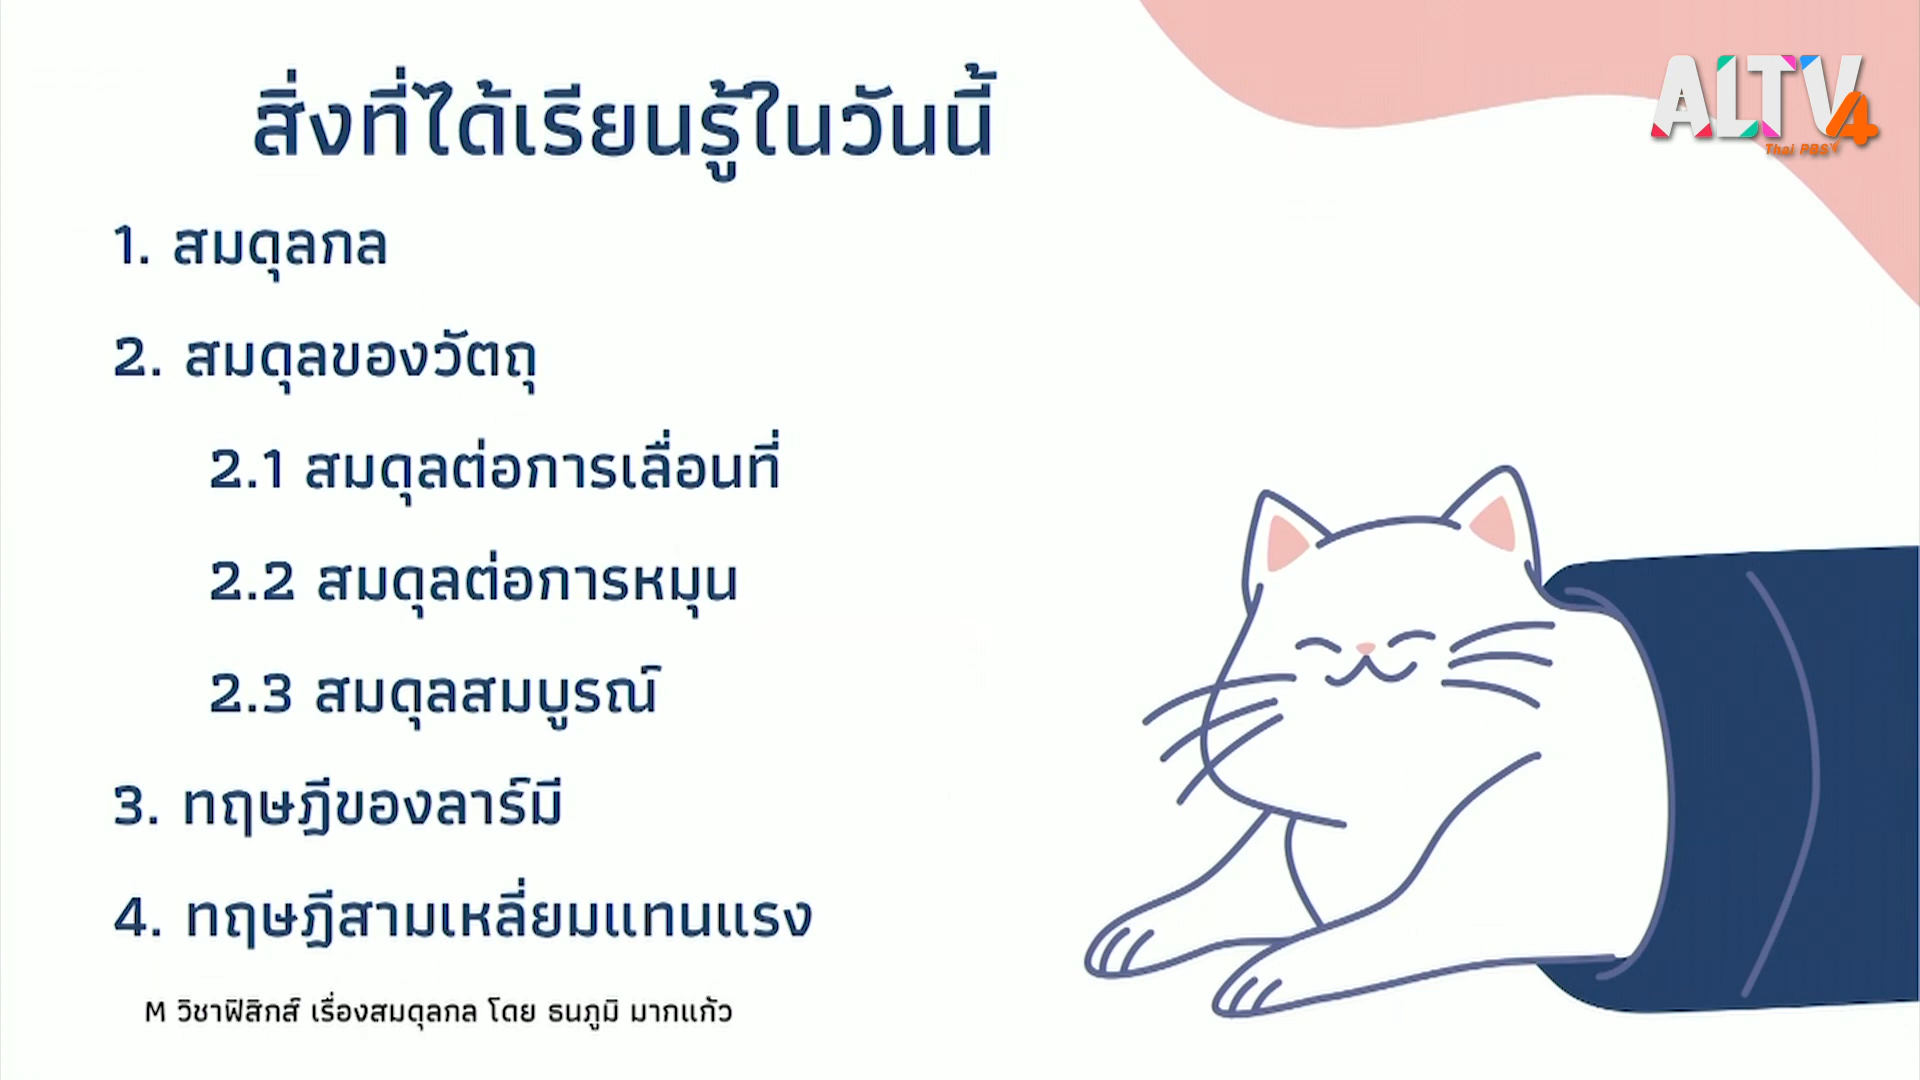 ALTV4
Thai PBS
สิ่งที่ได้เรียนรู้ในวันนี้
1. สมดุลกล
2. สมดุลของวัตถุ
2.1 สมดุลต่อการเลื่อนที่
2.2 สมดุลต่อการหมุน
2.3 สมดุลสมบูรณ์
3. ทฤษฎีของลาร์มี
4. ทฤษฎีสามเหลี่ยมแทนแรง
M วิชาฟิสิกส์ เรื่องสมดุลกล โดย ธนภูมิ มากแก้ว